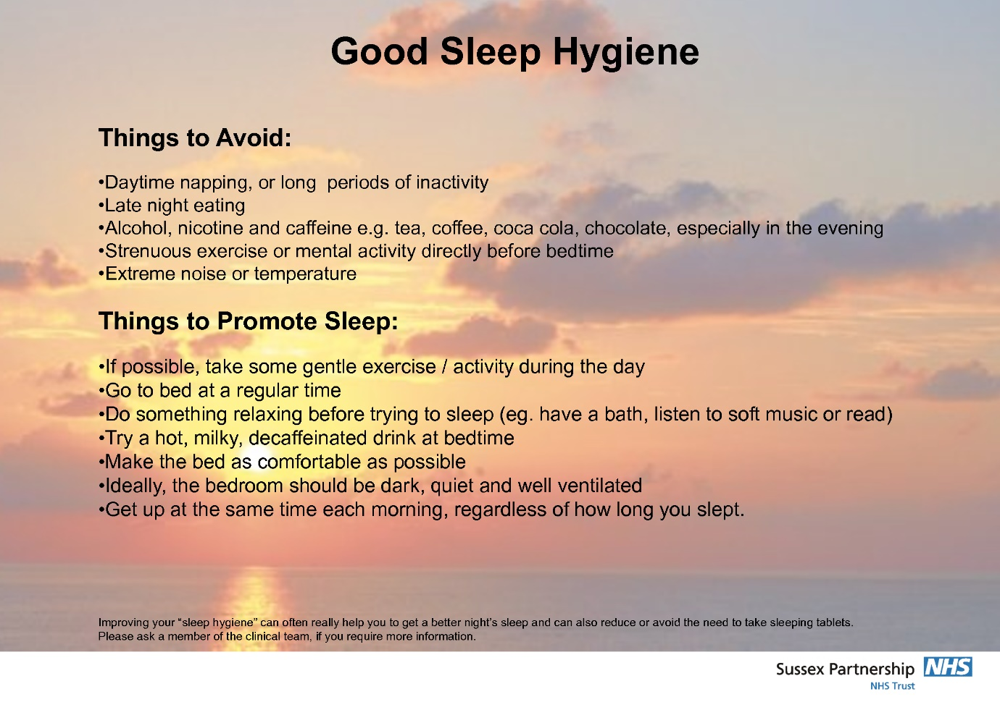 Good Sleep Hygiene
Things to Avoid:
•Daytime napping, or long  periods of inactivity
•Late night eating
•Alcohol, nicotine and caffeine e.g. tea, coffee, coca cola, chocolate, especially in the evening
•Strenuous exercise or mental activity directly before bedtime
•Extreme noise or temperature
Things to Promote Sleep:
•If possible, take some gentle exercise / activity during the day
•Go to bed at a regular time
•Do something relaxing before trying to sleep (eg. have a bath, listen to soft music or read)
•Try a hot, milky, decaffeinated drink at bedtime
•Make the bed as comfortable as possible
•Ideally, the bedroom should be dark, quiet and well ventilated
•Get up at the same time each morning, regardless of how long you slept.
Improving your “sleep hygiene” can often really help you to get a better night’s sleep and can also reduce or avoid the need to take sleeping tablets.
Please ask a member of the clinical team, if you require more information.
Sussex Partnership NHS
NHS Trust